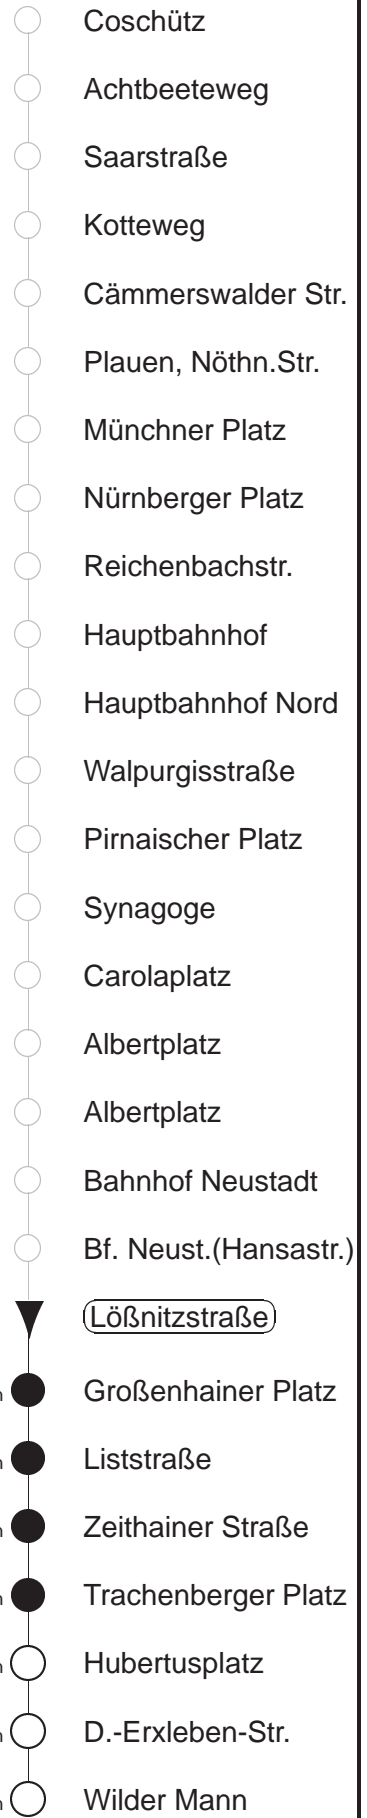 Coschütz
Achtbeeteweg
Saarstraße
Kotteweg
Cämmerswalder Str.
Plauen, Nöthn.Str.
Münchner Platz
Nürnberger Platz
Reichenbachstr.
Hauptbahnhof
Hauptbahnhof Nord
Walpurgisstraße
Pirnaischer Platz
Synagoge
Carolaplatz
Albertplatz
Albertplatz
Bahnhof Neustadt
Bf. Neust.(Hansastr.)
Lößnitzstraße
Großenhainer Platz
Liststraße
Zeithainer Straße
Trachenberger Platz
Hubertusplatz
D.-Erxleben-Str.
Wilder Mann